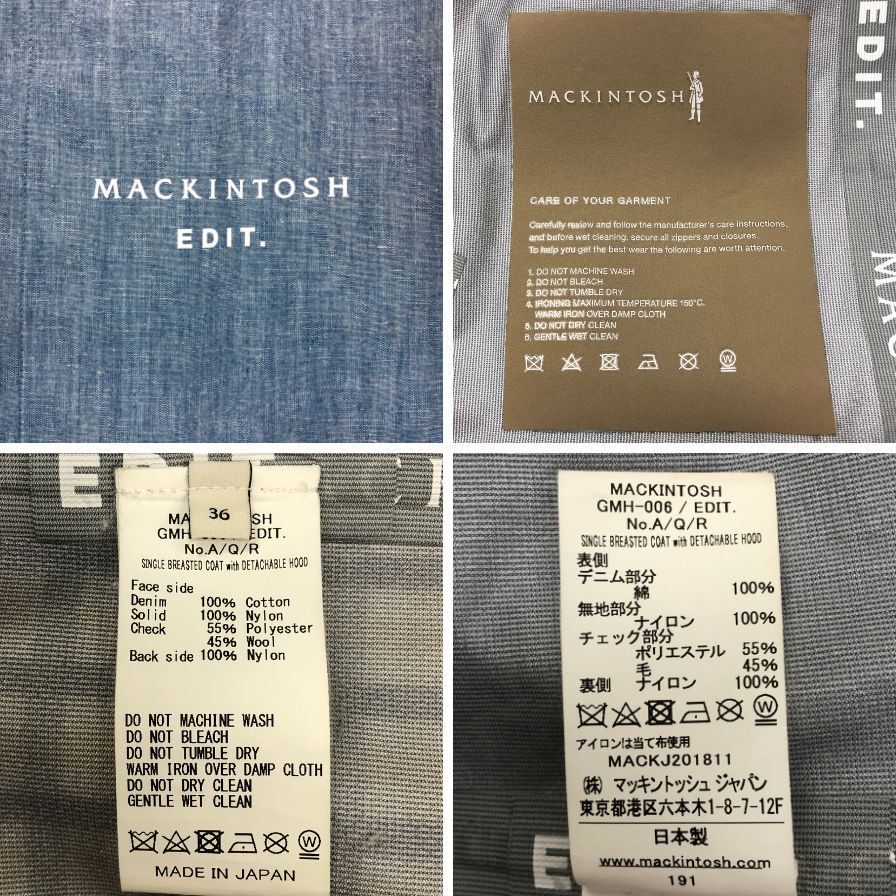 MACKINTOSH
EDIT.
EDIT.
MAC
MACKINTOSH
CARE OF YOUR GARMENT
Carefully review and follow the manufacturer's care instructions,
and before wet cleaning, secure all zippers and closures.
To help you get the best wear the following are worth attention.
1. DO NOT MACHINE WASH
2. DO NOT BLEACH
3. DO NOT TUMBLE DRY
4. IRONING MAXIMUM TEMPERATURE 150°C.
WARM IRON OVER DAMP CLOTH
5. DO NOT DRY CLEAN
6. GENTLE WET CLEAN
W
EDIT
36
MA SH
GMH- EDIT.
No.A/Q/R
SINGLE BREASTED COAT with DETACHABLE HOOD
Face side
Denim 100% Cotton
Solid 100% Nylon
Check 55% Polyester
45% Wool
Back side 100% Nylon
DO NOT MACHINE WASH
DO NOT BLEACH
DO NOT TUMBLE DRY
WARM IRON OVER DAMP CLOTH
DO NOT DRY CLEAN
GENTLE WET CLEAN
W
MADE IN JAPAN
MACKINTOSH
GMH-006 / EDIT.
No.A/Q/R
SINGLE BREASTED COAT with DETACHABLE HOOD
表側
デニム部分
綿 100%
無地部分
ナイロン 100%
チェック部分
ポリエステル 55%
毛 45%
裏側 ナイロン 100%
W
アイロンは当て布使用
MACKJ201811
(株) マッキントッシュ ジャパン
東京都港区六本木1-8-7-12F
日本製
www.mackintosh.com
191
E